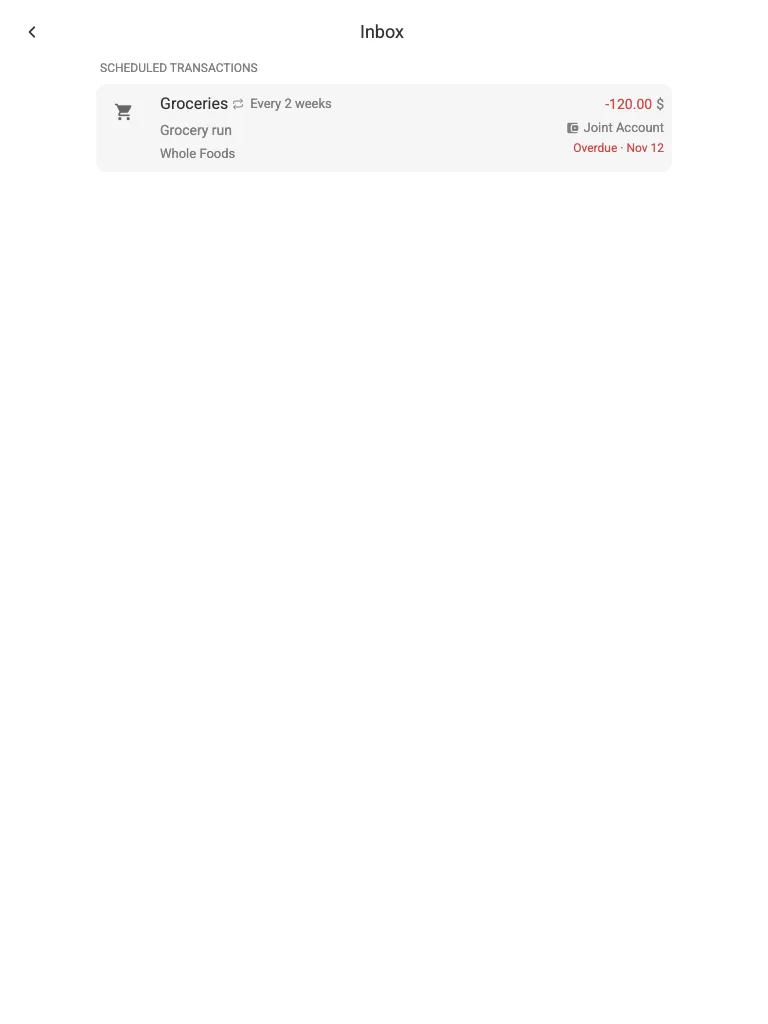 Inbox
SCHEDULED TRANSACTIONS
Groceries Every 2 weeks
-120.00 $
Grocery run
Joint Account
Whole Foods
Overdue · Nov 12